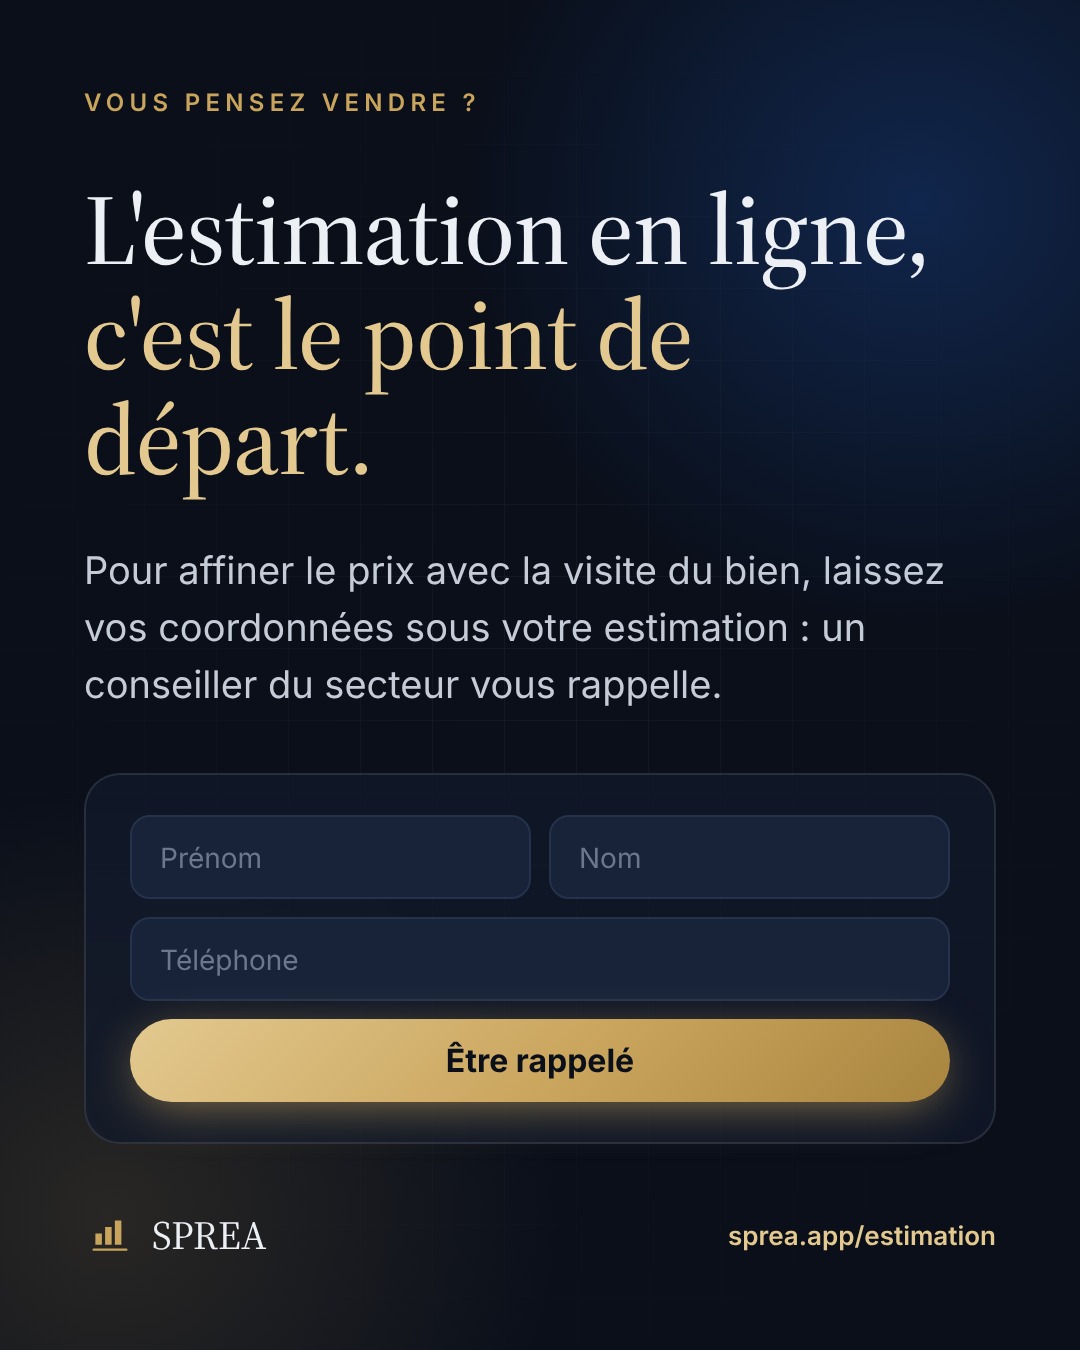 VOUS PENSEZ VENDRE ?
L'estimation en ligne,
c'est le point de
départ.
Pour affiner le prix avec la visite du bien, laissez
vos coordonnées sous votre estimation : un
conseiller du secteur vous rappelle.
Prénom
Nom
Téléphone
Être rappelé
SPREA
sprea.app/estimation